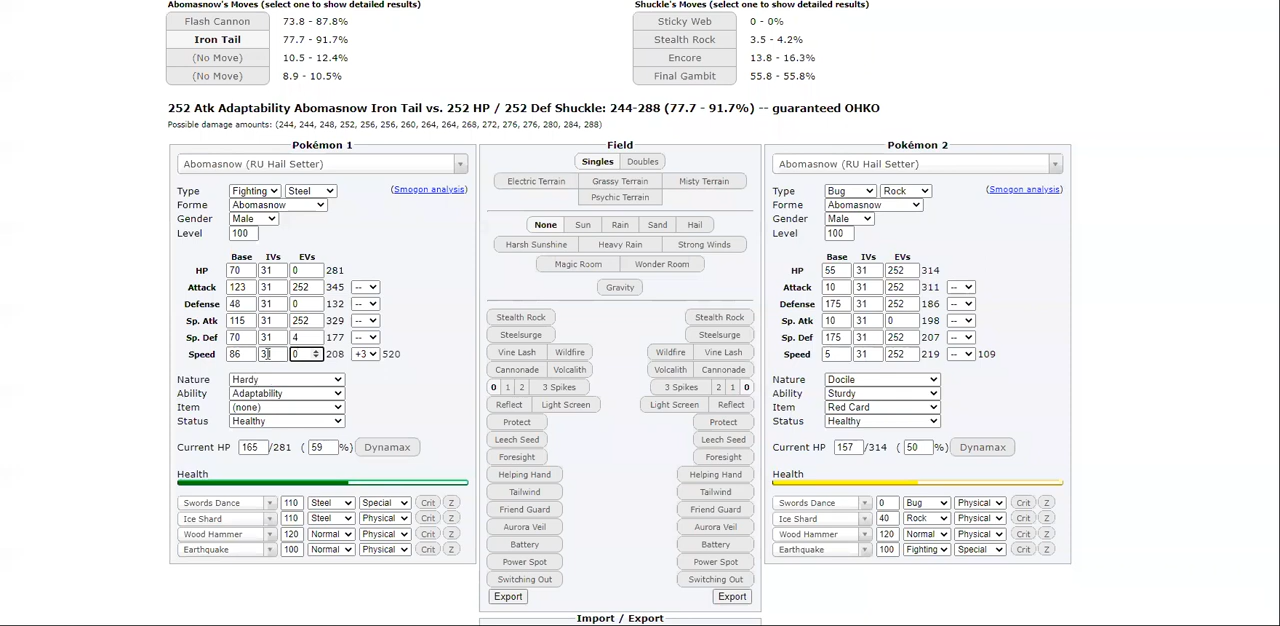 Abomasnow's Moves (select one to show detailed results)
Shuckle's Moves (select one to show detailed results)
Flash Cannon 73.8 - 87.8%
Sticky Web 0 - 0%
Iron Tail 77.7 - 91.7%
Stealth Rock 3.5 - 4.2%
(No Move) 10.5 - 12.4%
Encore 13.8 - 16.3%
(No Move) 8.9 - 10.5%
Final Gambit 55.8 - 55.8%
252 Atk Adaptability Abomasnow Iron Tail vs. 252 HP / 252 Def Shuckle: 244-288 (77.7 - 91.7%) -- guaranteed OHKO
Possible damage amounts: (244, 244, 248, 252, 256, 256, 260, 264, 264, 268, 272, 276, 276, 280, 284, 288)
Pokémon 1
Abomasnow (RU Hail Setter)
Type Fighting Steel (Smogon analysis)
Forme Abomasnow
Gender Male
Level 100
Base IVs EVs
HP 70 31 0 281
Attack 123 31 252 345 --
Defense 48 31 0 132 --
Sp. Atk 115 31 252 329 --
Sp. Def 70 31 4 177 --
Speed 86 31 0 208 +3 520
Nature Hardy
Ability Adaptability
Item (none)
Status Healthy
Current HP 165 /281 ( 59 %) Dynamax
Health
Swords Dance 110 Steel Special Crit Z
Ice Shard 110 Steel Physical Crit Z
Wood Hammer 120 Normal Physical Crit Z
Earthquake 100 Normal Physical Crit Z
Field
Singles Doubles
Electric Terrain Grassy Terrain Misty Terrain
Psychic Terrain
None Sun Rain Sand Hail
Harsh Sunshine Heavy Rain Strong Winds
Magic Room Wonder Room
Gravity
Stealth Rock Stealth Rock
Steelsurge Steelsurge
Vine Lash Wildfire Wildfire Vine Lash
Cannonade Volcalith Volcalith Cannonade
0 1 2 3 Spikes 3 Spikes 2 1 0
Reflect Light Screen Light Screen Reflect
Protect Protect
Leech Seed Leech Seed
Foresight Foresight
Helping Hand Helping Hand
Tailwind Tailwind
Friend Guard Friend Guard
Aurora Veil Aurora Veil
Battery Battery
Power Spot Power Spot
Switching Out Switching Out
Export Export
Import / Export
Pokémon 2
Abomasnow (RU Hail Setter)
Type Bug Rock (Smogon analysis)
Forme Abomasnow
Gender Male
Level 100
Base IVs EVs
HP 55 31 252 314
Attack 10 31 252 311 --
Defense 175 31 252 186 --
Sp. Atk 10 31 0 198 --
Sp. Def 175 31 252 207 --
Speed 5 31 252 219 -- 109
Nature Docile
Ability Sturdy
Item Red Card
Status Healthy
Current HP 157 /314 ( 50 %) Dynamax
Health
Swords Dance 0 Bug Physical Crit Z
Ice Shard 40 Rock Physical Crit Z
Wood Hammer 120 Normal Physical Crit Z
Earthquake 100 Fighting Special Crit Z